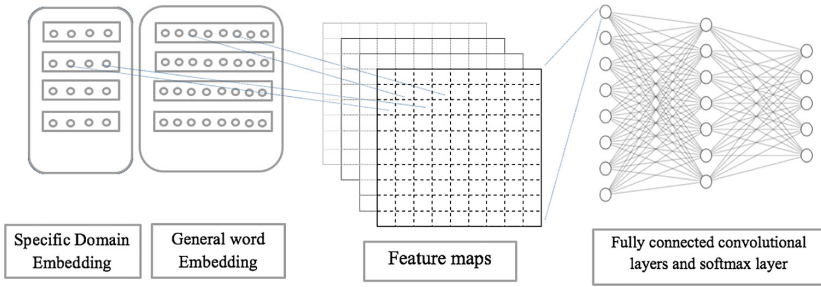 Specific Domain
Embedding
General word
Embedding
Feature maps
Fully connected convolutional
layers and softmax layer